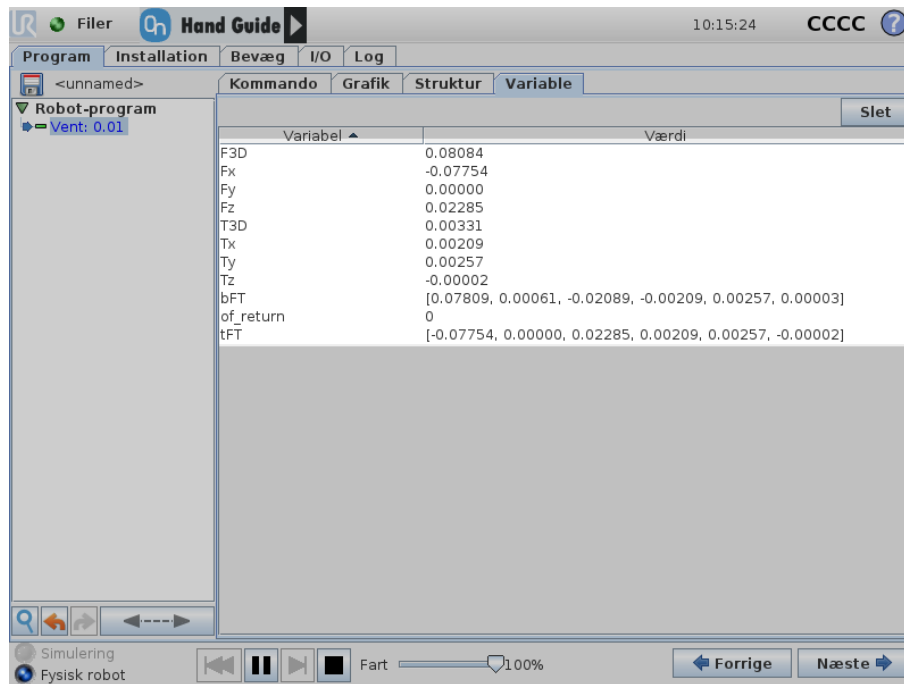 UR Filer On Hand Guide 10:15:24 CCCC ?
Program Installation Bevæg I/O Log
<unnamed> Kommando Grafik Struktur Variable
Robot-program
Vent: 0.01
Slet
Variabel Værdi
F3D 0.08084
Fx -0.07754
Fy 0.00000
Fz 0.02285
T3D 0.00331
Tx 0.00209
Ty 0.00257
Tz -0.00002
bFT [0.07809, 0.00061, -0.02089, -0.00209, 0.00257, 0.00003]
of_return 0
tFT [-0.07754, 0.00000, 0.02285, 0.00209, 0.00257, -0.00002]
Simulering
Fysisk robot
Fart 100% Forrige Næste